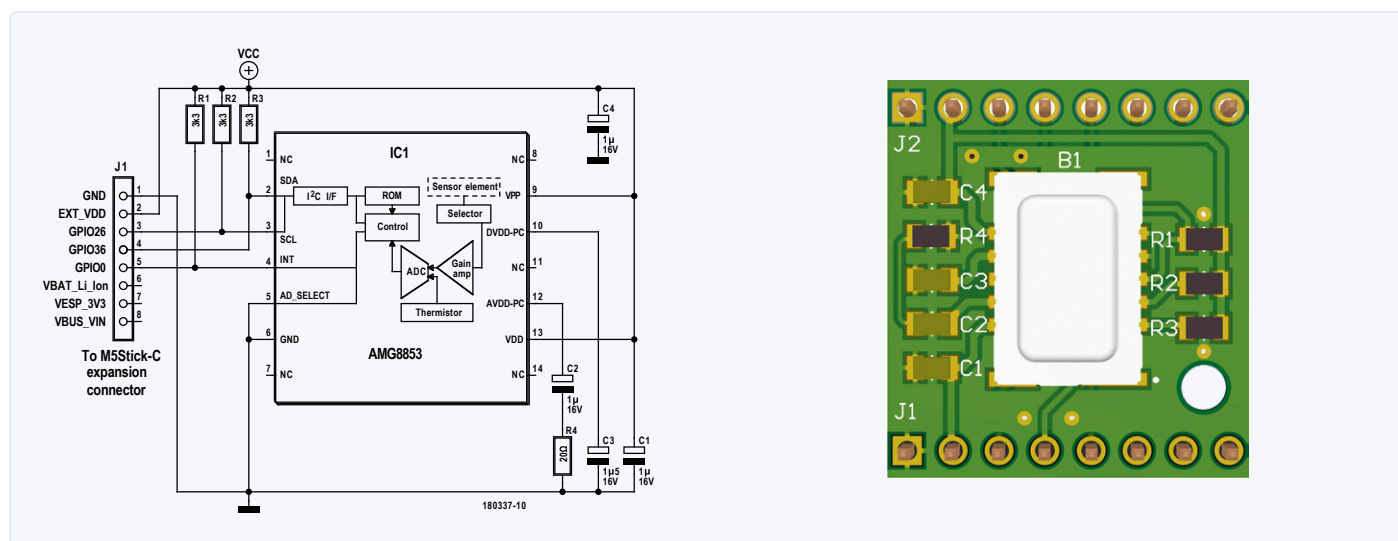 VCC
R1 R2 R3
3k3 3k3 3k3
C4
1µ
16V
J1
GND 1
EXT_VDD 2
GPIO26 3
GPIO36 4
GPIO0 5
VBAT_Li_Ion 6
VESP_3V3 7
VBUS_VIN 8
To M5Stick-C
expansion
connector
IC1
1 NC
2 SDA
3 SCL
4 INT
5 AD_SELECT
6 GND
7 NC
I²C I/F
ROM
Control
Sensor element
Selector
ADC
Gain
amp
Thermistor
AMG8853
NC 8
VPP 9
DVDD-PC 10
NC 11
AVDD-PC 12
VDD 13
NC 14
C2
1µ
16V
R4
20Ω
C3
1µ5
16V
C1
1µ
16V
180337-10
J2
B1
C4
R4
C3
C2
C1
R1
R2
R3
J1